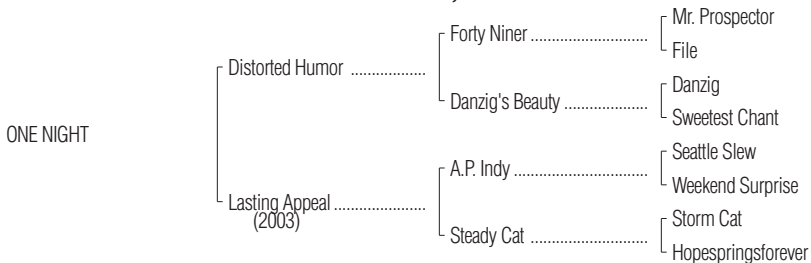 Mr. Prospector
Forty Niner ............................
File
Distorted Humor ..................
Danzig
Danzig's Beauty ....................
Sweetest Chant
ONE NIGHT
Seattle Slew
A.P. Indy ................................
Weekend Surprise
Lasting Appeal ......................
(2003)
Storm Cat
Steady Cat ............................
Hopespringsforever